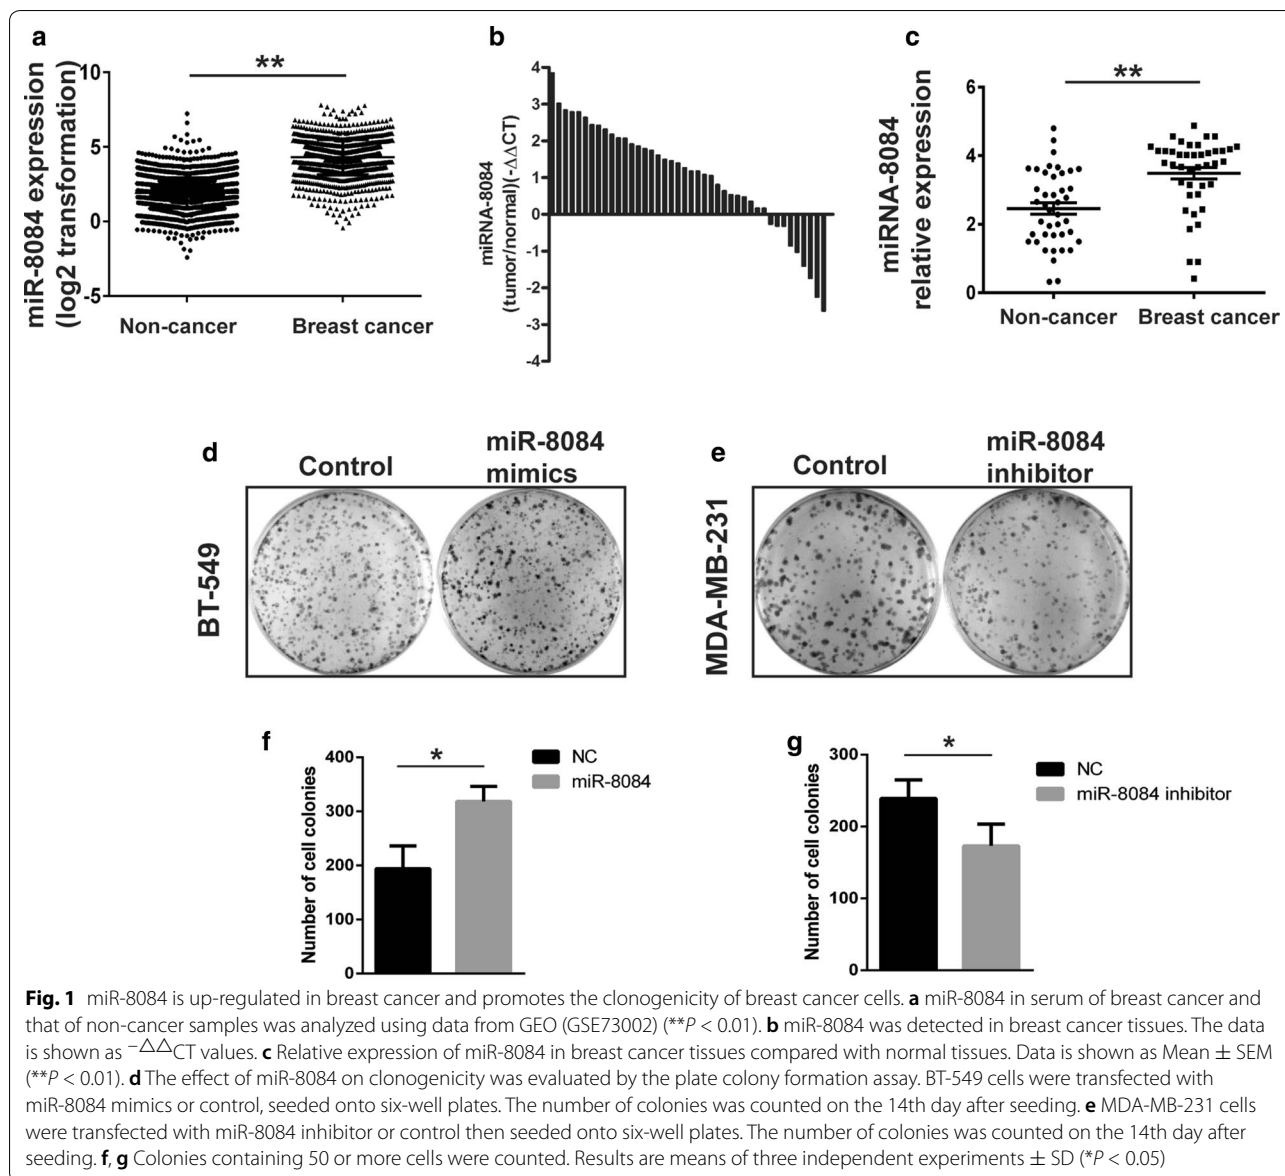 a
miR-8084 expression
(log2 transformation)
10
5
0
-5
**
Non-cancer
Breast cancer
b
miRNA-8084
(tumor/normal)(-ΔΔCT)
4
3
2
1
0
-1
-2
-3
-4
c
miRNA-8084
relative expression
6
4
2
0
**
Non-cancer
Breast cancer
d
Control
miR-8084
mimics
BT-549
e
Control
miR-8084
inhibitor
MDA-MB-231
f
Number of cell colonies
400
300
200
100
0
*
NC
miR-8084
g
Number of cell colonies
300
200
100
0
*
NC
miR-8084 inhibitor
Fig. 1 miR-8084 is up-regulated in breast cancer and promotes the clonogenicity of breast cancer cells. a miR-8084 in serum of breast cancer and
that of non-cancer samples was analyzed using data from GEO (GSE73002) (**P < 0.01). b miR-8084 was detected in breast cancer tissues. The data
is shown as −△△CT values. c Relative expression of miR-8084 in breast cancer tissues compared with normal tissues. Data is shown as Mean ± SEM
(**P < 0.01). d The effect of miR-8084 on clonogenicity was evaluated by the plate colony formation assay. BT-549 cells were transfected with
miR-8084 mimics or control, seeded onto six-well plates. The number of colonies was counted on the 14th day after seeding. e MDA-MB-231 cells
were transfected with miR-8084 inhibitor or control then seeded onto six-well plates. The number of colonies was counted on the 14th day after
seeding. f, g Colonies containing 50 or more cells were counted. Results are means of three independent experiments ± SD (*P < 0.05)